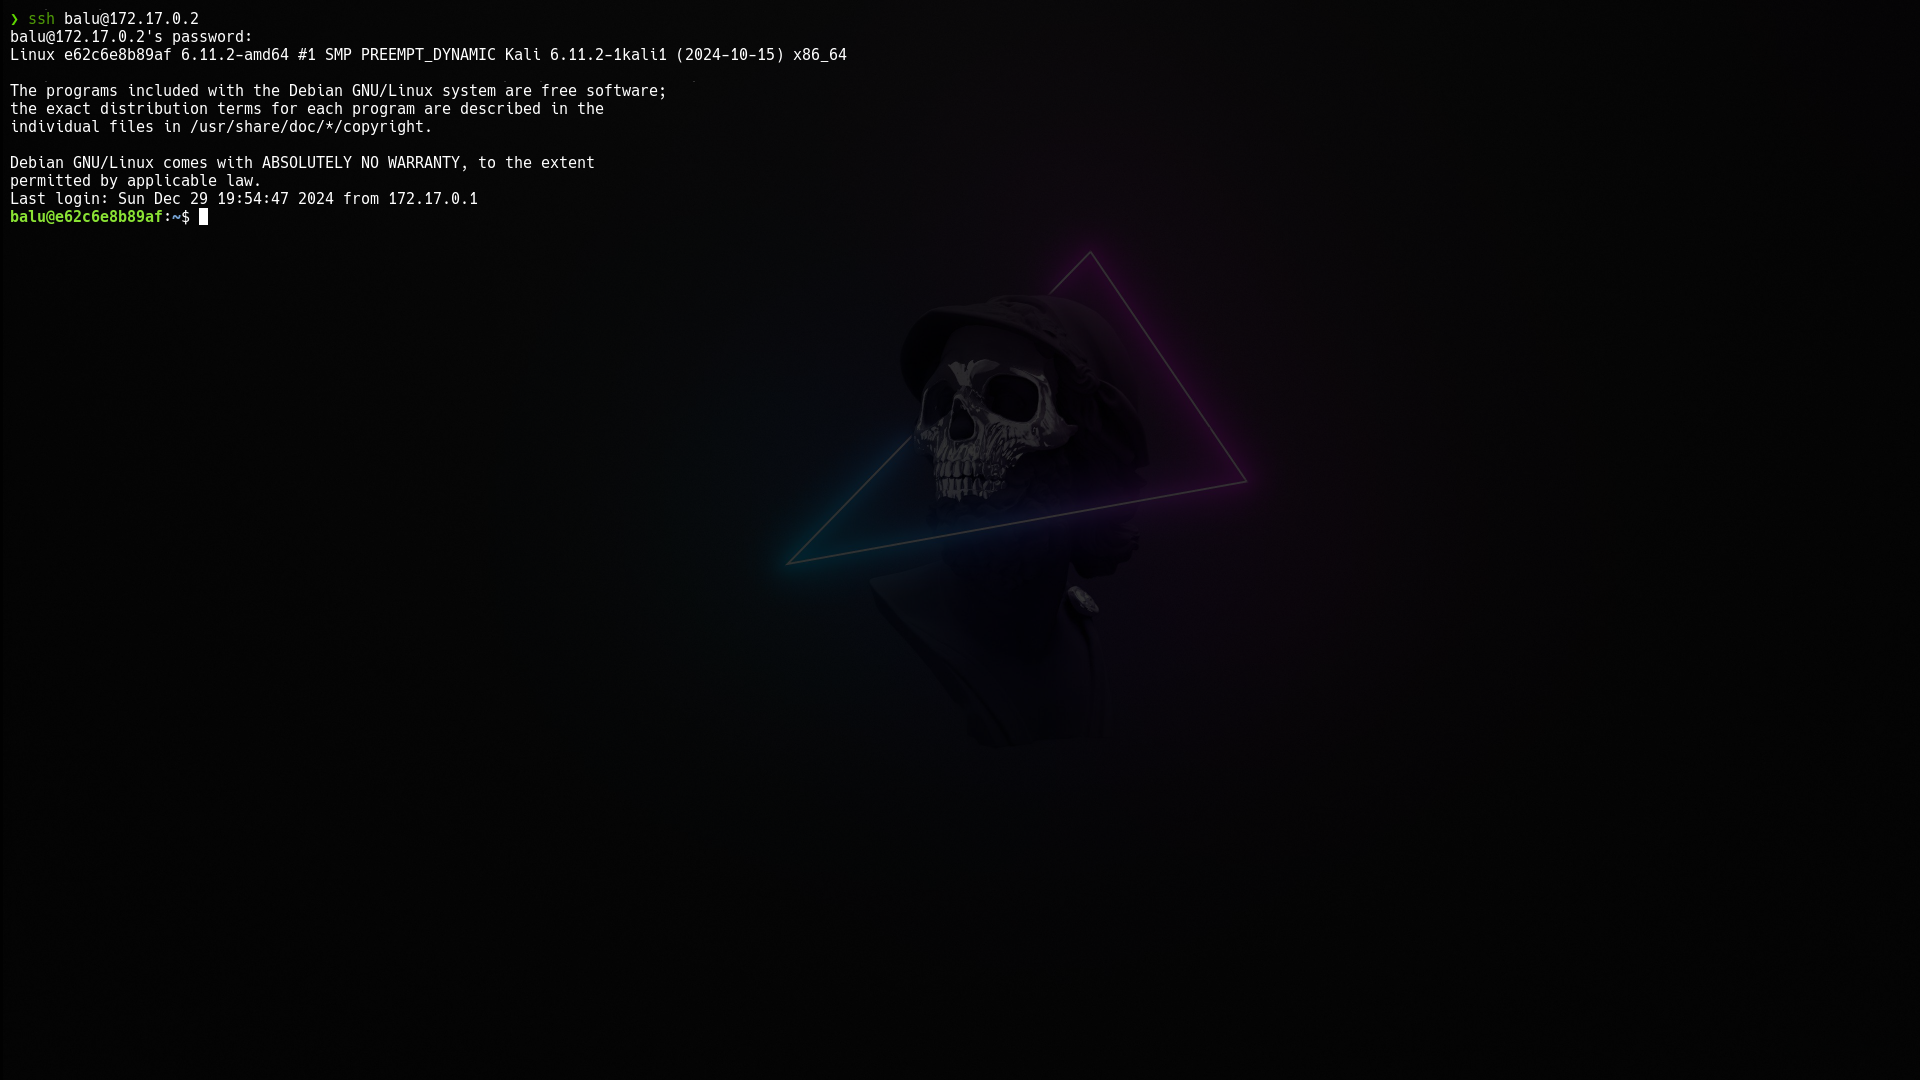 ❯ ssh balu@172.17.0.2
balu@172.17.0.2's password:
Linux e62c6e8b89af 6.11.2-amd64 #1 SMP PREEMPT_DYNAMIC Kali 6.11.2-1kali1 (2024-10-15) x86_64
The programs included with the Debian GNU/Linux system are free software;
the exact distribution terms for each program are described in the
individual files in /usr/share/doc/*/copyright.
Debian GNU/Linux comes with ABSOLUTELY NO WARRANTY, to the extent
permitted by applicable law.
Last login: Sun Dec 29 19:54:47 2024 from 172.17.0.1
balu@e62c6e8b89af:~$